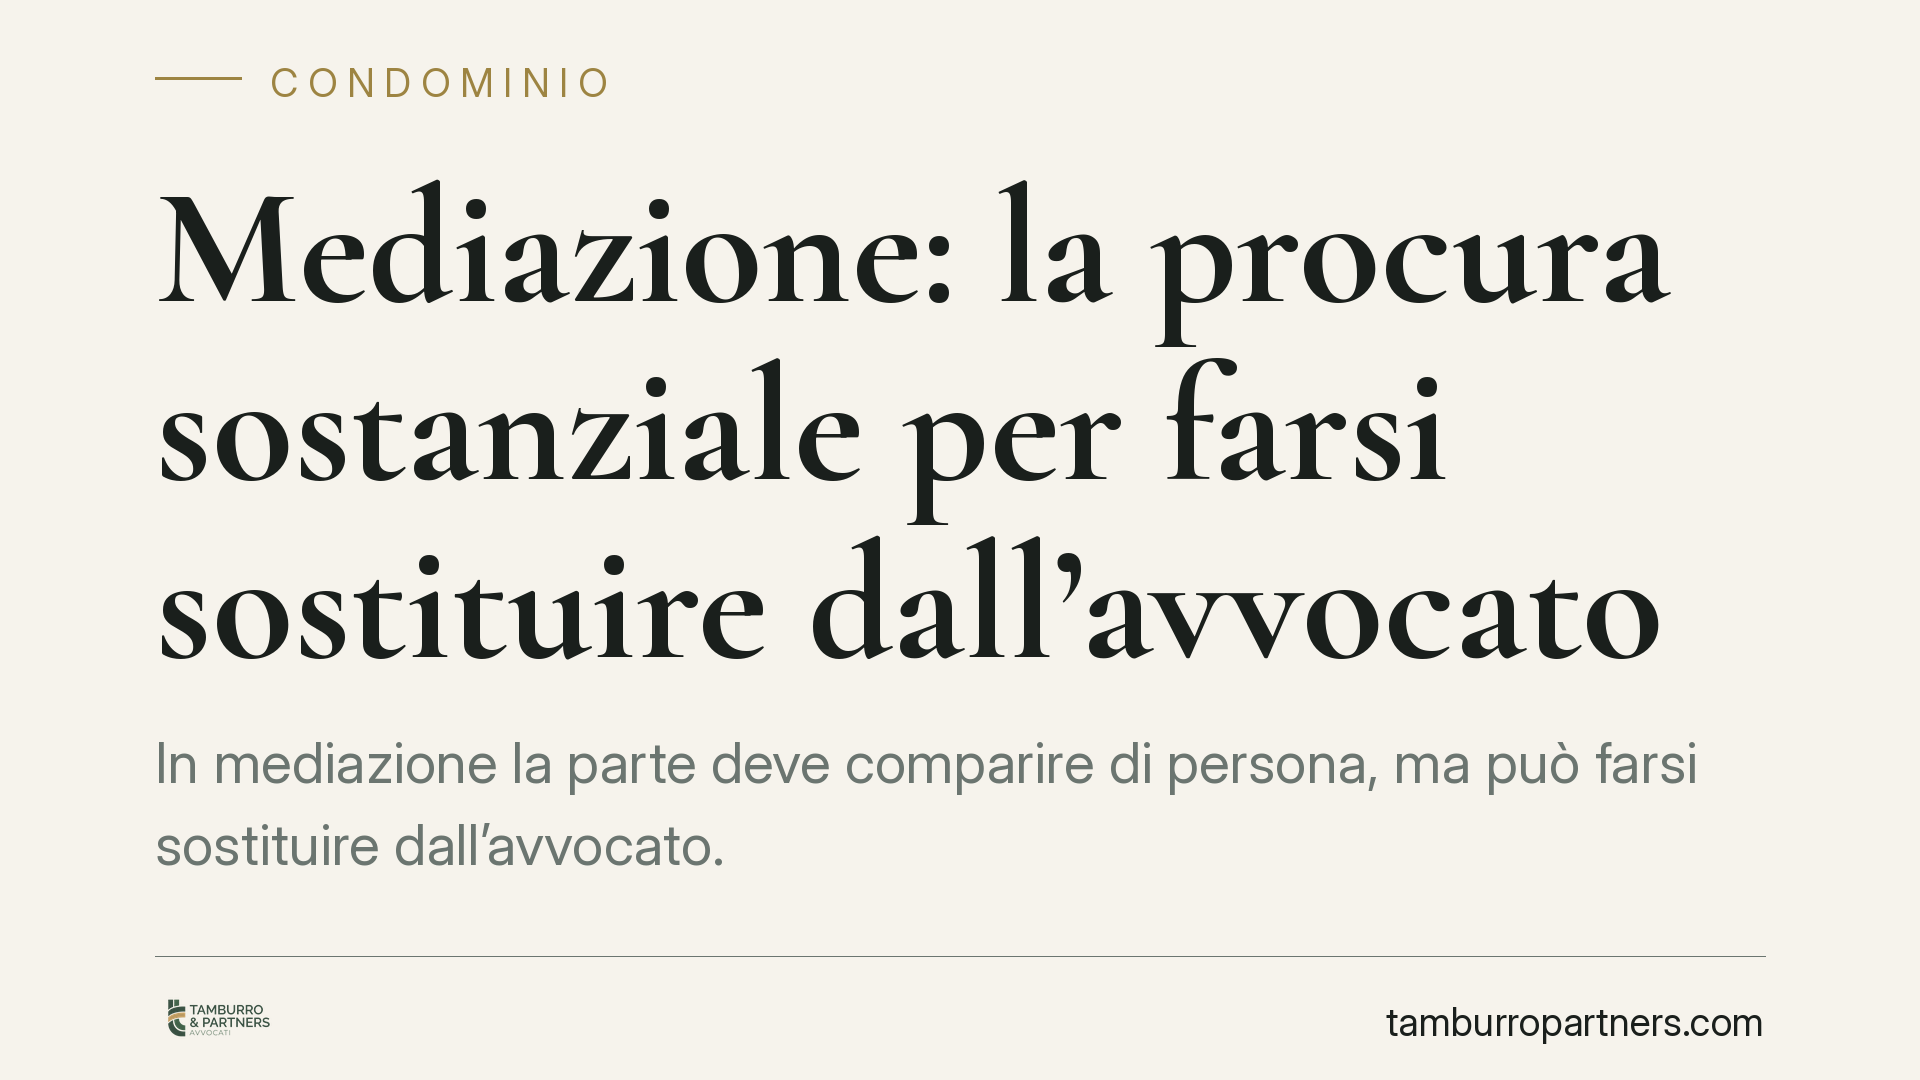 CONDOMINIO
Mediazione: la procura
sostanziale per farsi
sostituire dall’avvocato
In mediazione la parte deve comparire di persona, ma può farsi
sostituire dall’avvocato.
TAMBURRO
& PARTNERS
AVVOCATI
tamburropartners.com